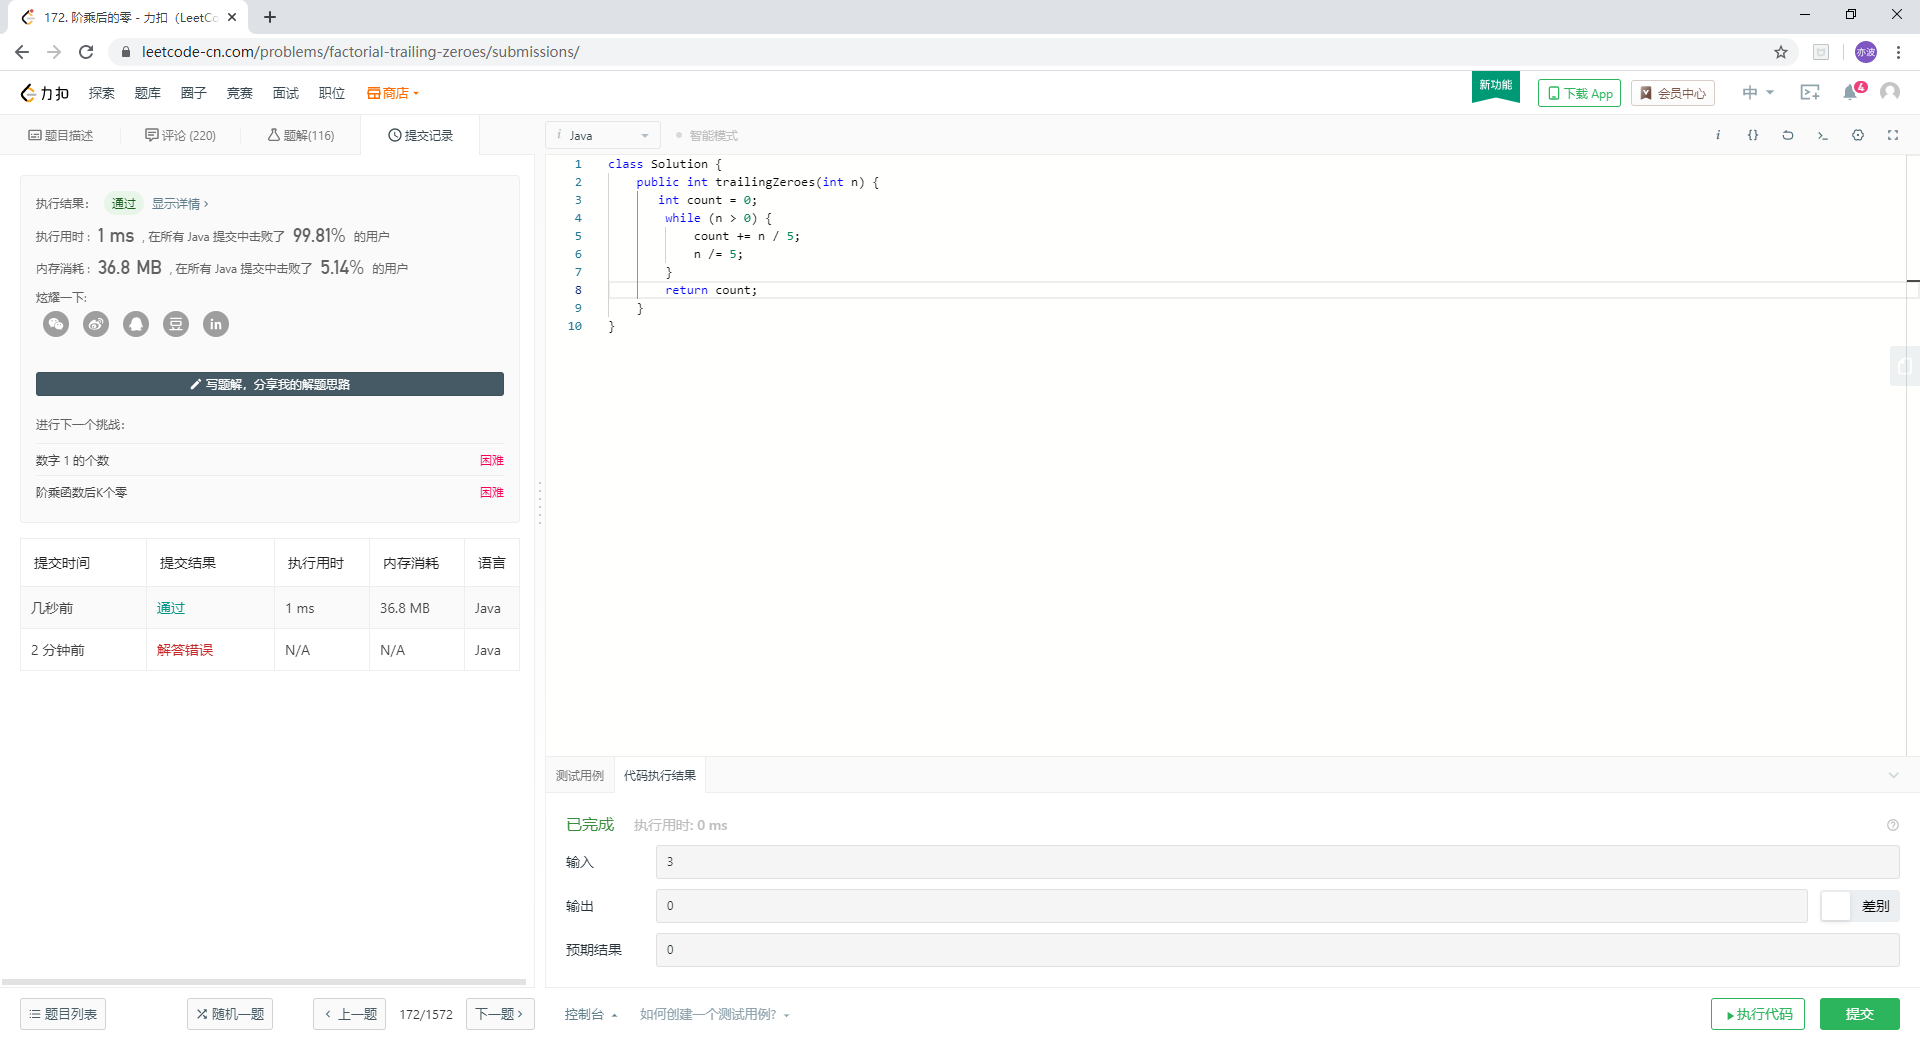 172. 阶乘后的零 - 力扣 (LeetCo
leetcode-cn.com/problems/factorial-trailing-zeroes/submissions/
亦波
力扣
探索
题库
圈子
竞赛
面试
职位
商店
新功能
下载 App
会员中心
中
4
题目描述
评论 (220)
题解(116)
提交记录
i Java
智能模式
执行结果：
通过
显示详情 ›
执行用时 : 1 ms , 在所有 Java 提交中击败了 99.81% 的用户
内存消耗 : 36.8 MB , 在所有 Java 提交中击败了 5.14% 的用户
炫耀一下:
豆
in
写题解，分享我的解题思路
进行下一个挑战：
数字 1 的个数 困难
阶乘函数后K个零 困难
提交时间 提交结果 执行用时 内存消耗 语言
几秒前 通过 1 ms 36.8 MB Java
2 分钟前 解答错误 N/A N/A Java
1 class Solution {
2 public int trailingZeroes(int n) {
3 int count = 0;
4 while (n > 0) {
5 count += n / 5;
6 n /= 5;
7 }
8 return count;
9 }
10 }
测试用例
代码执行结果
已完成 执行用时: 0 ms
输入 3
输出 0 差别
预期结果 0
题目列表
随机一题
‹ 上一题
172/1572
下一题 ›
控制台
如何创建一个测试用例?
执行代码
提交